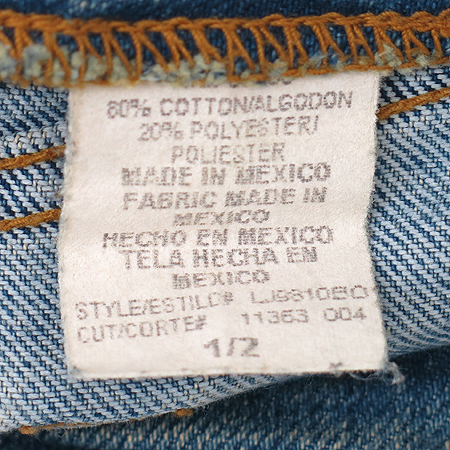 80% COTTON/ALGODON
20% POLYESTER/
POLIESTER
MADE IN MEXICO
FABRIC MADE IN
MEXICO
HECHO EN MEXICO
TELA HECHA EN
MEXICO
STYLE/ESTILO#
CUT/CORTE# 11363 004
1/2